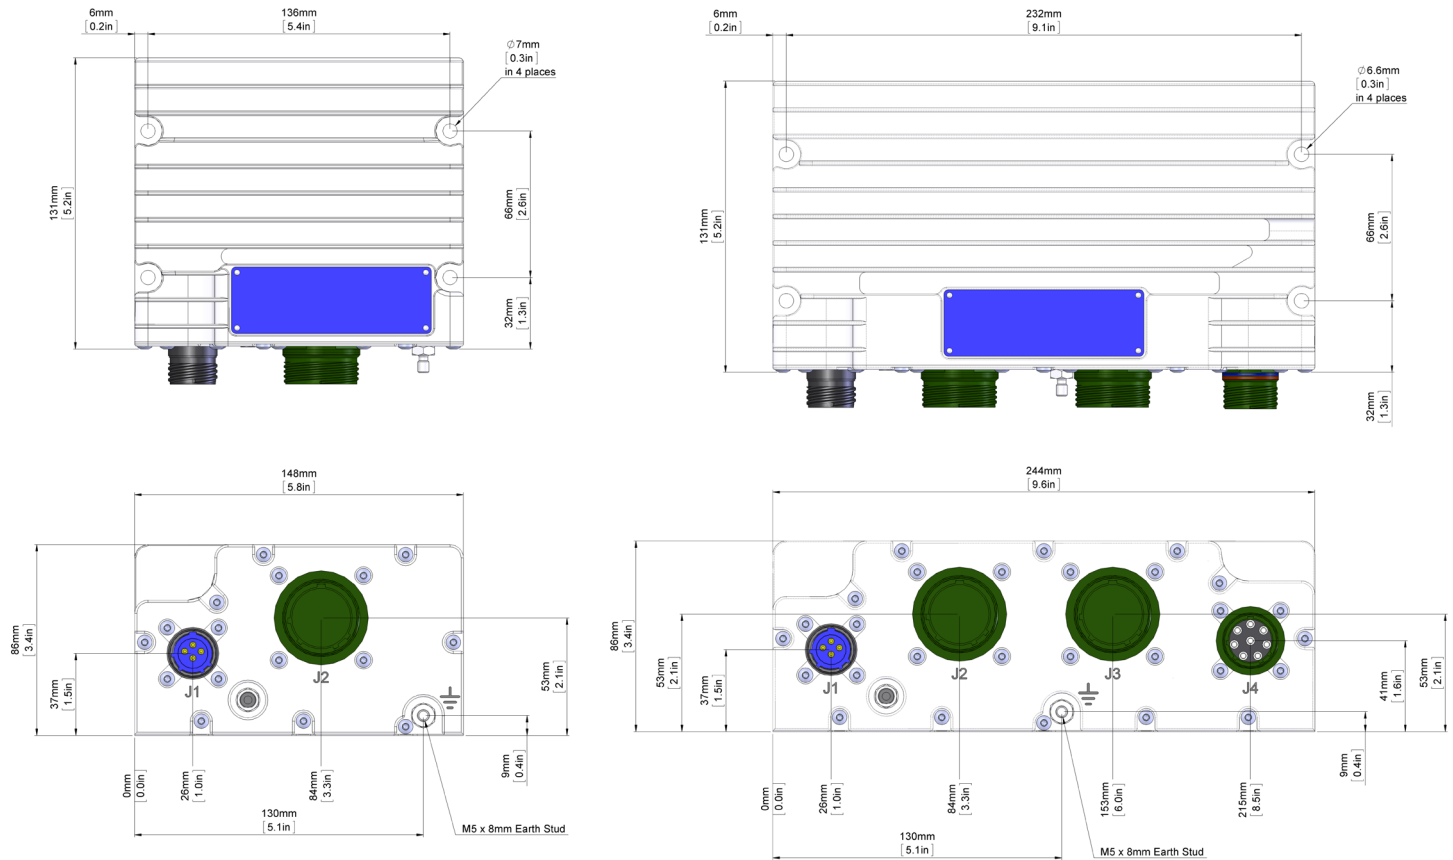 6mm
[0.2in]
136mm
[5.4in]
∅7mm
[0.3in]
in 4 places
131mm
[5.2in]
66mm
[2.6in]
32mm
[1.3in]
6mm
[0.2in]
232mm
[9.1in]
∅6.6mm
[0.3in]
in 4 places
131mm
[5.2in]
66mm
[2.6in]
32mm
[1.3in]
148mm
[5.8in]
86mm
[3.4in]
37mm
[1.5in]
J1
J2
53mm
[2.1in]
9mm
[0.4in]
0mm
[0.0in]
26mm
[1.0in]
84mm
[3.3in]
130mm
[5.1in]
M5 x 8mm Earth Stud
244mm
[9.6in]
86mm
[3.4in]
53mm
[2.1in]
37mm
[1.5in]
J1
J2
J3
J4
41mm
[1.6in]
53mm
[2.1in]
9mm
[0.4in]
0mm
[0.0in]
26mm
[1.0in]
84mm
[3.3in]
153mm
[6.0in]
215mm
[8.5in]
130mm
[5.1in]
M5 x 8mm Earth Stud